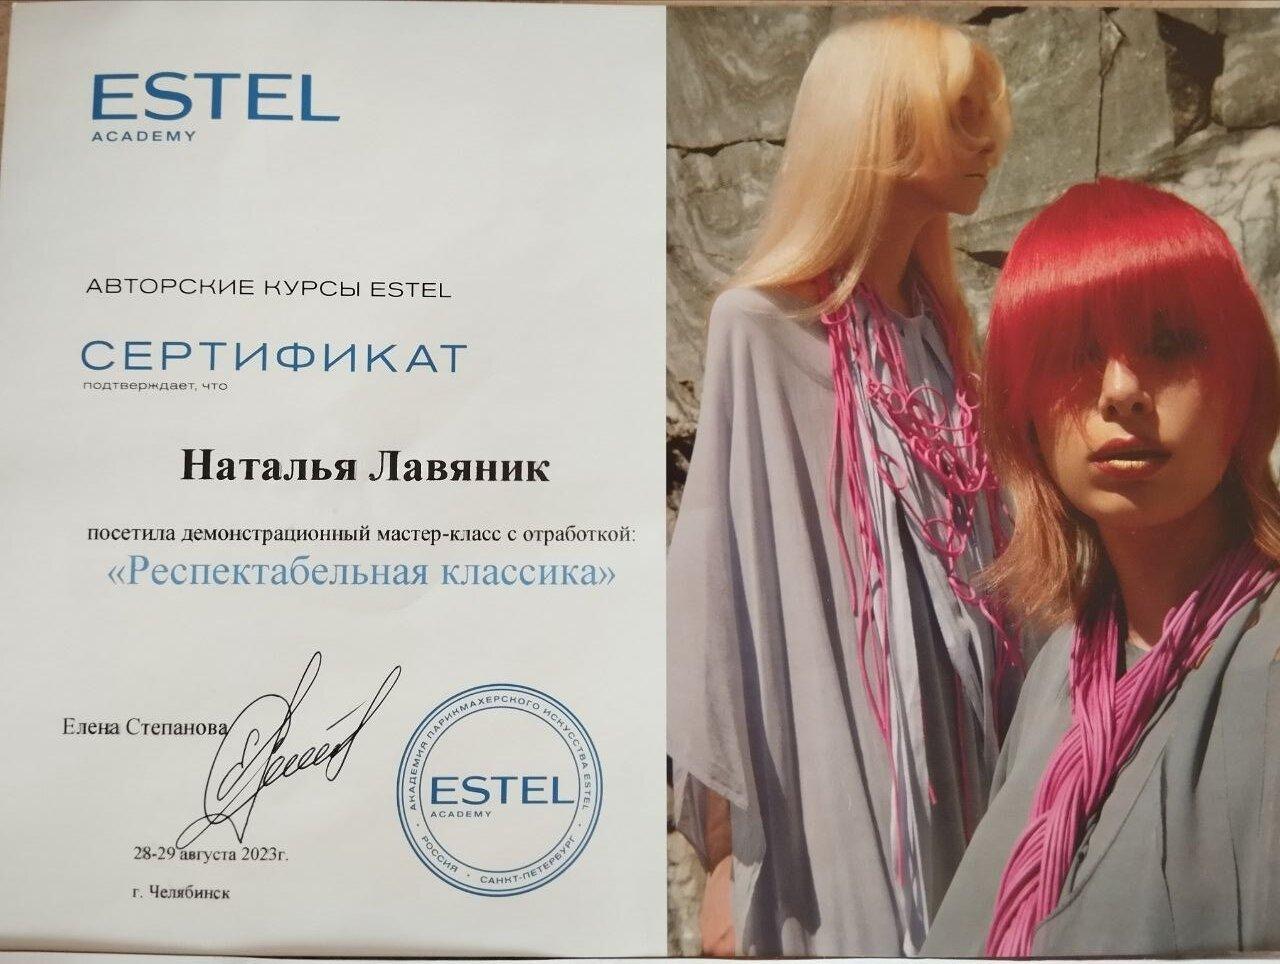 ESTEL
ACADEMY
АВТОРСКИЕ КУРСЫ ESTEL
СЕРТИФИКАТ
подтверждает, что
Наталья Лавяник
посетила демонстрационный мастер-класс с отработкой:
«Респектабельная классика»
Елена Степанова
АКАДЕМИЯ ПАРИКМАХЕРСКОГО ИСКУССТВА ESTEL
ESTEL
ACADEMY
РОССИЯ • САНКТ-ПЕТЕРБУРГ
28-29 августа 2023г.
г. Челябинск